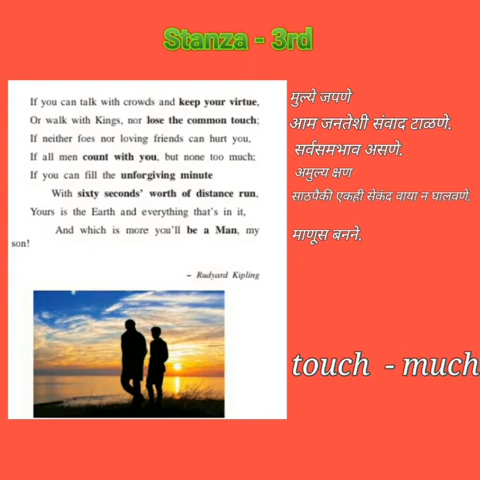 Stanza - 3rd
If you can talk with crowds and keep your virtue,
Or walk with Kings, nor lose the common touch;
If neither foes nor loving friends can hurt you,
If all men count with you, but none too much;
If you can fill the unforgiving minute
With sixty seconds' worth of distance run,
Yours is the Earth and everything that's in it,
And which is more you'll be a Man, my
son!
– Rudyard Kipling
मुल्ये जपणे
आम जनतेशी संवाद टाळणे.
सर्वसमभाव असणे.
अमुल्य क्षण
साठपैकी एकही सेकंद वाया न घालवणे.
माणूस बनने.
touch - much